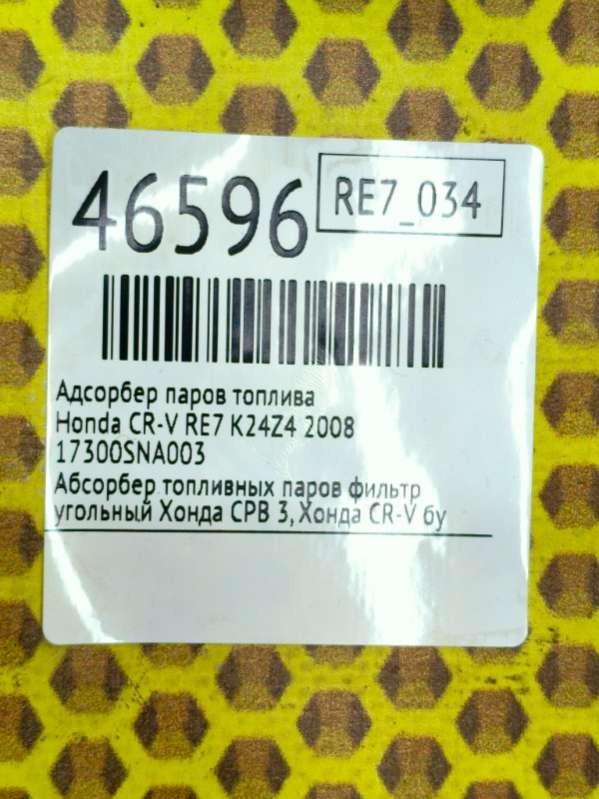 46596
RE7_034
Адсорбер паров топлива
Honda CR-V RE7 K24Z4 2008
17300SNA003
Абсорбер топливных паров фильтр
угольный Хонда СРВ 3, Хонда CR-V бу